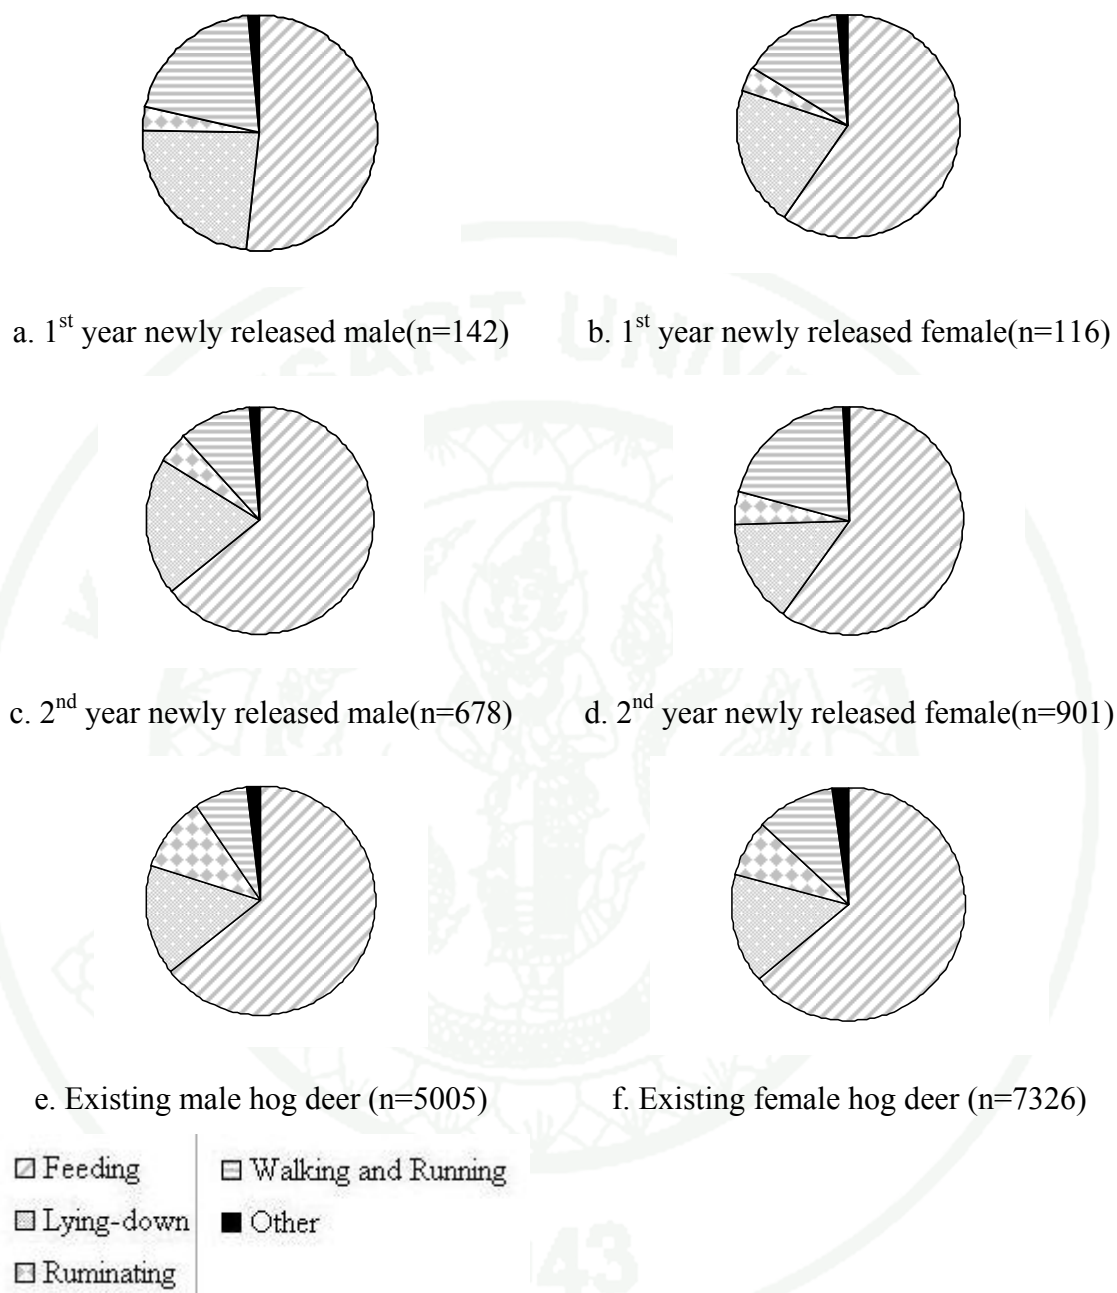 a. 1st year newly released male(n=142)
b. 1st year newly released female(n=116)
c. 2nd year newly released male(n=678)
d. 2nd year newly released female(n=901)
e. Existing male hog deer (n=5005)
f. Existing female hog deer (n=7326)
Feeding
Lying-down
Ruminating
Walking and Running
Other
43